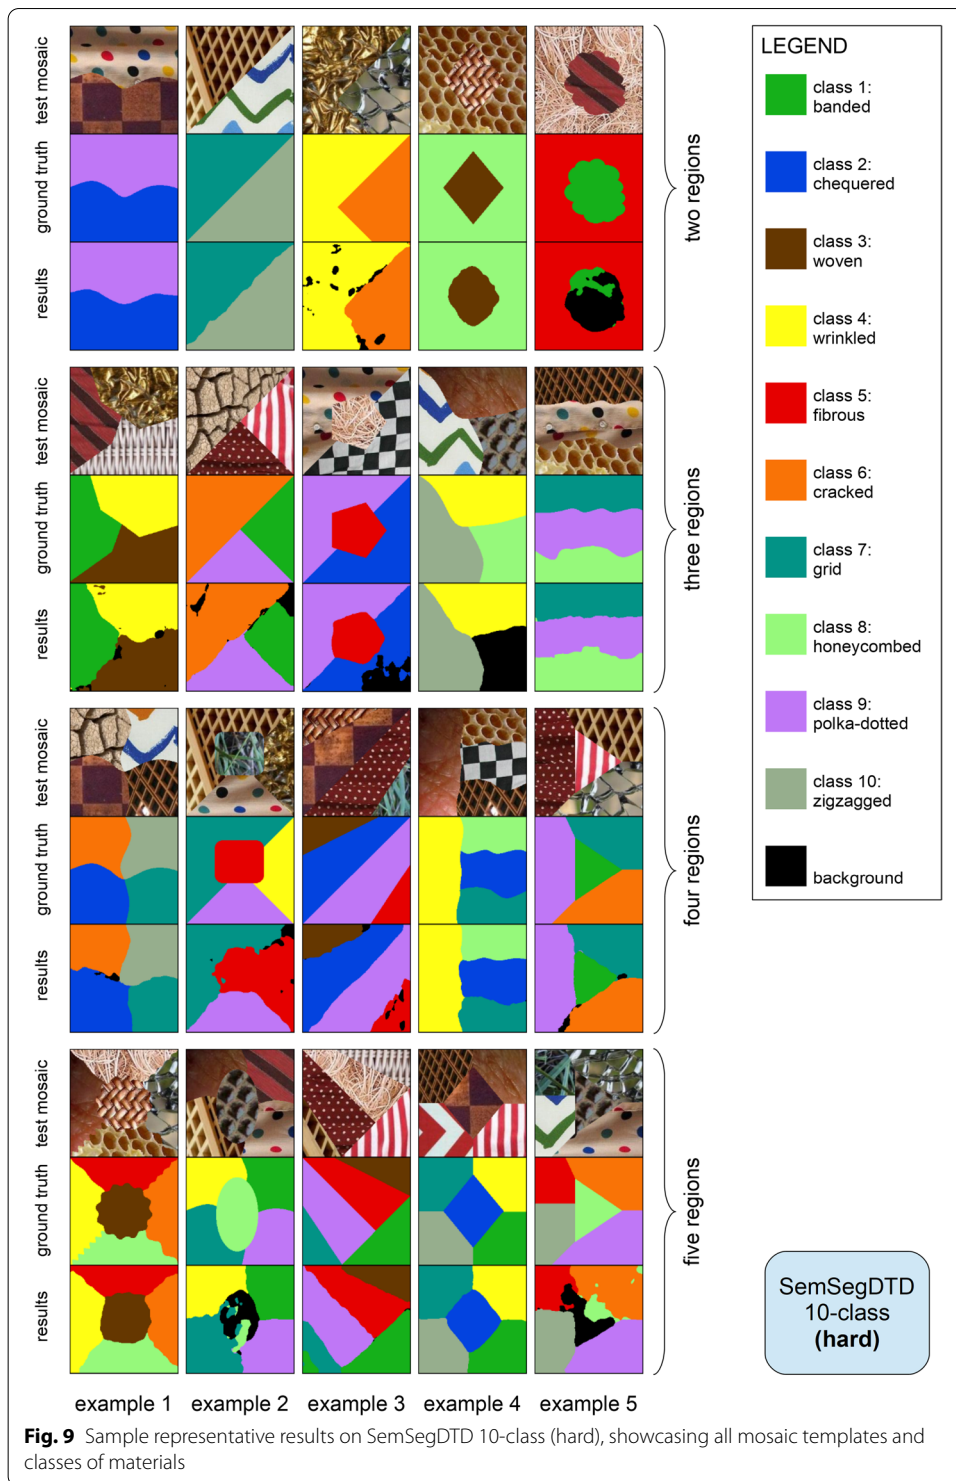 test mosaic
ground truth
results
two regions
test mosaic
ground truth
results
three regions
test mosaic
ground truth
results
four regions
test mosaic
ground truth
results
five regions
example 1
example 2
example 3
example 4
example 5
LEGEND
class 1:
banded
class 2:
chequered
class 3:
woven
class 4:
wrinkled
class 5:
fibrous
class 6:
cracked
class 7:
grid
class 8:
honeycombed
class 9:
polka-dotted
class 10:
zigzagged
background
SemSegDTD
10-class
(hard)
Fig. 9 Sample representative results on SemSegDTD 10-class (hard), showcasing all mosaic templates and
classes of materials